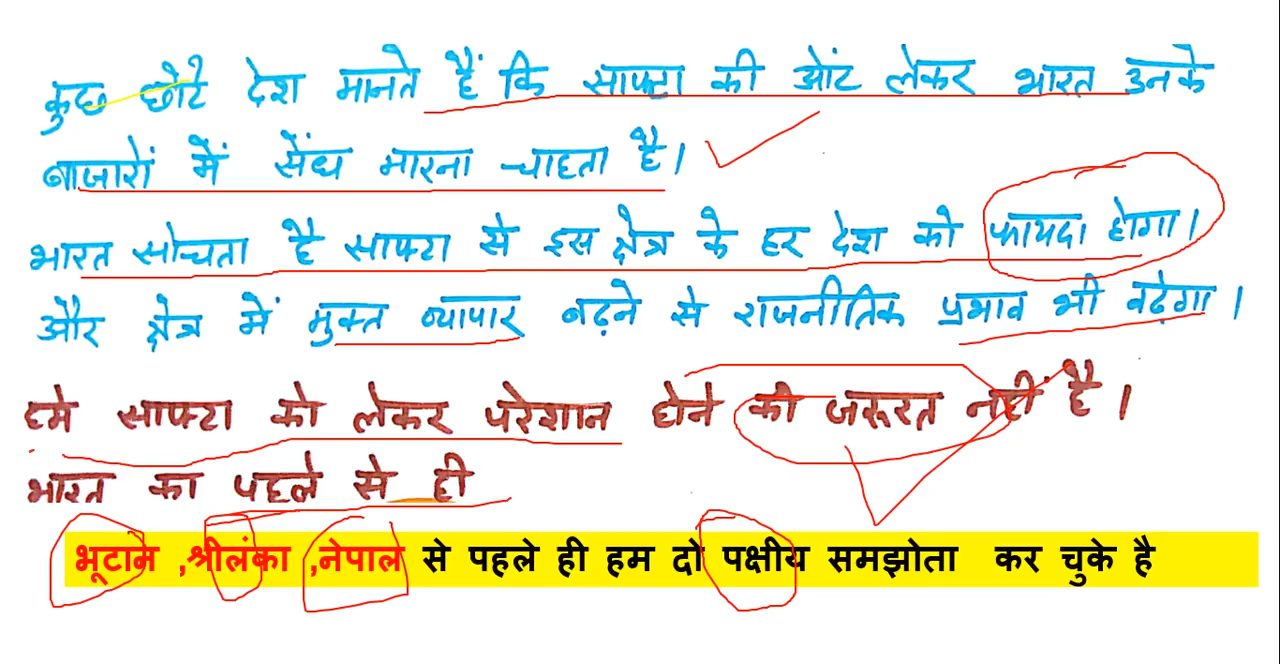 कुछ छोटे देश मानते हैं कि साफ्टा की ओंट लेकर भारत उनके
बाजारों में सेंध मारना चाहता है।
भारत सोचता है साफ्टा से इस क्षेत्र के हर देश को फायदा होगा।
और क्षेत्र में मुक्त व्यापार बढ़ने से राजनीतिक प्रभाव भी बढ़ेगा।
हमे साफ्टा को लेकर परेशान होने की जरूरत नहीं है।
भारत का पहले से ही
भूटान ,श्रीलंका ,नेपाल से पहले ही हम दो पक्षीय समझोता कर चुके है